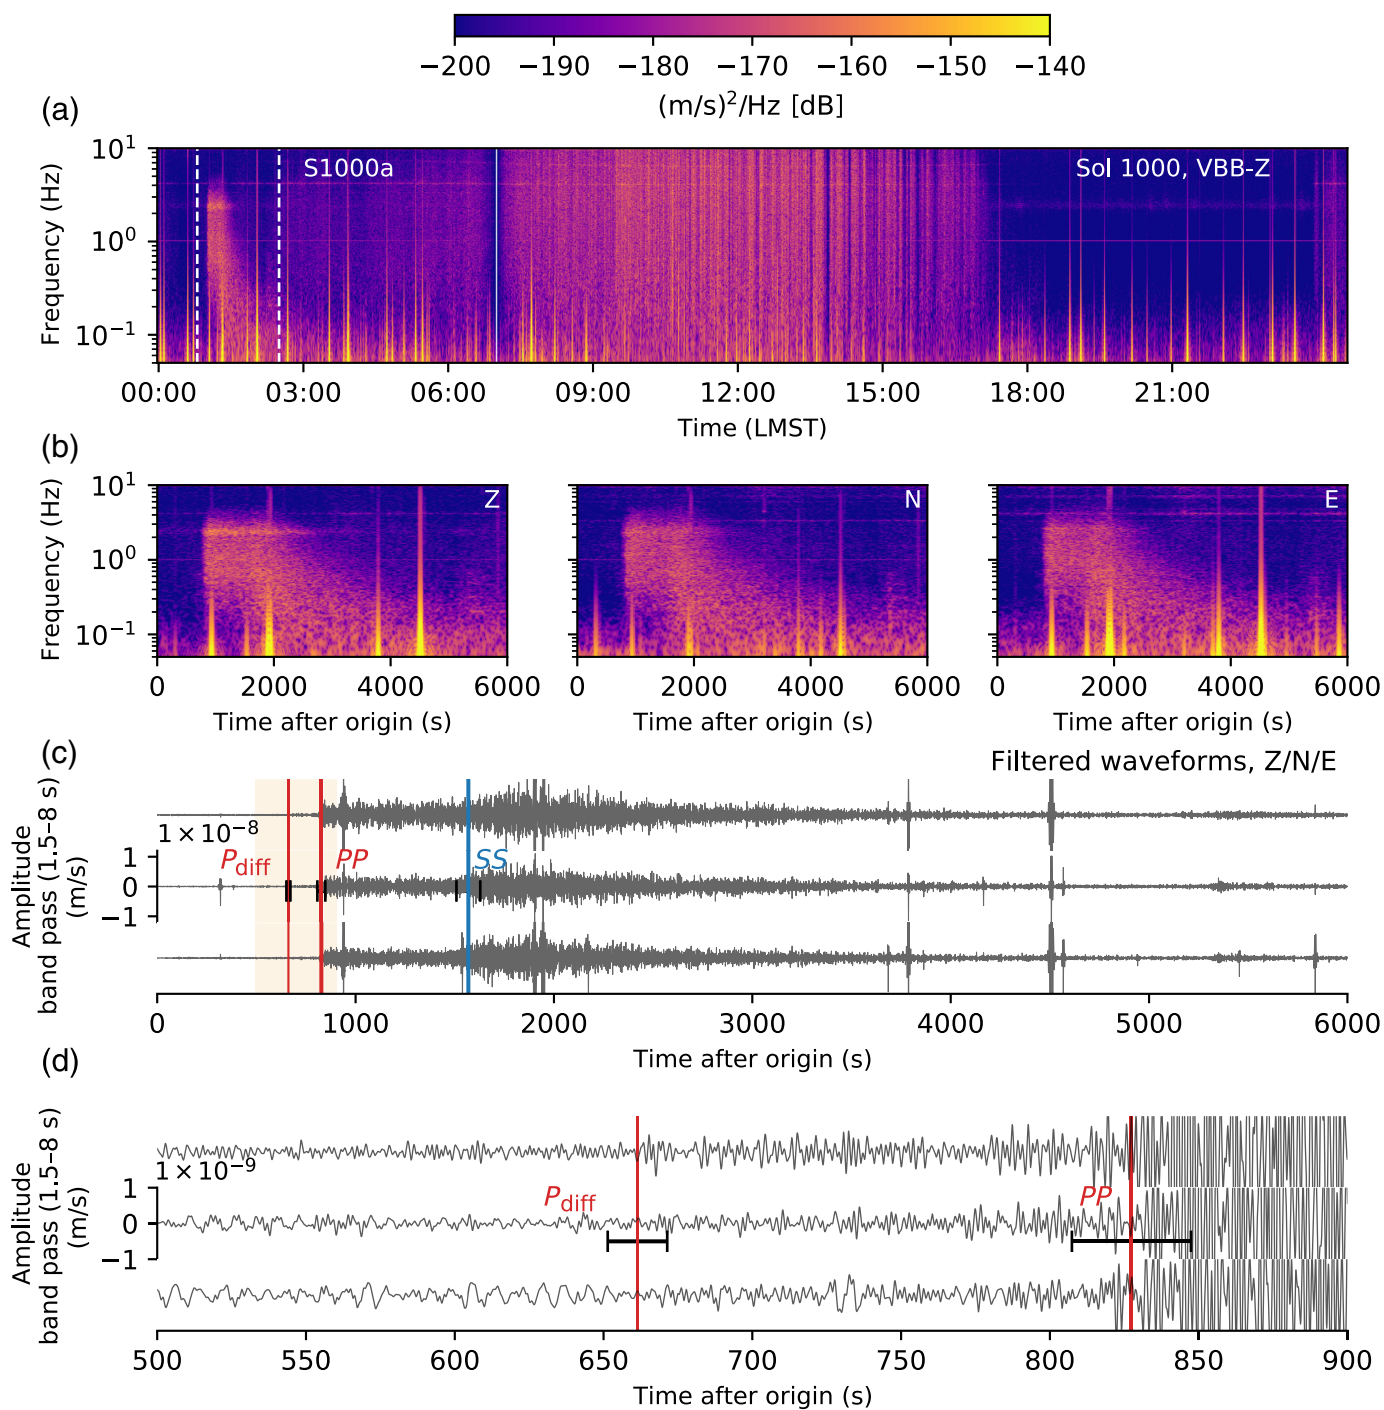 −200 −190 −180 −170 −160 −150 −140
(m/s)²/Hz [dB]
(a)
Frequency (Hz)
10¹
10⁰
10⁻¹
S1000a
Sol 1000, VBB-Z
00:00 03:00 06:00 09:00 12:00 15:00 18:00 21:00
Time (LMST)
(b)
Frequency (Hz)
10¹
10⁰
10⁻¹
Z
N
E
0 2000 4000 6000
0 2000 4000 6000
0 2000 4000 6000
Time after origin (s)
Time after origin (s)
Time after origin (s)
(c)
Filtered waveforms, Z/N/E
Amplitude
band pass (1.5–8 s)
(m/s)
1 × 10⁻⁸
1
0
−1
Pdiff
PP
SS
0 1000 2000 3000 4000 5000 6000
Time after origin (s)
(d)
Amplitude
band pass (1.5–8 s)
(m/s)
1 × 10⁻⁹
1
0
−1
Pdiff
PP
500 550 600 650 700 750 800 850 900
Time after origin (s)